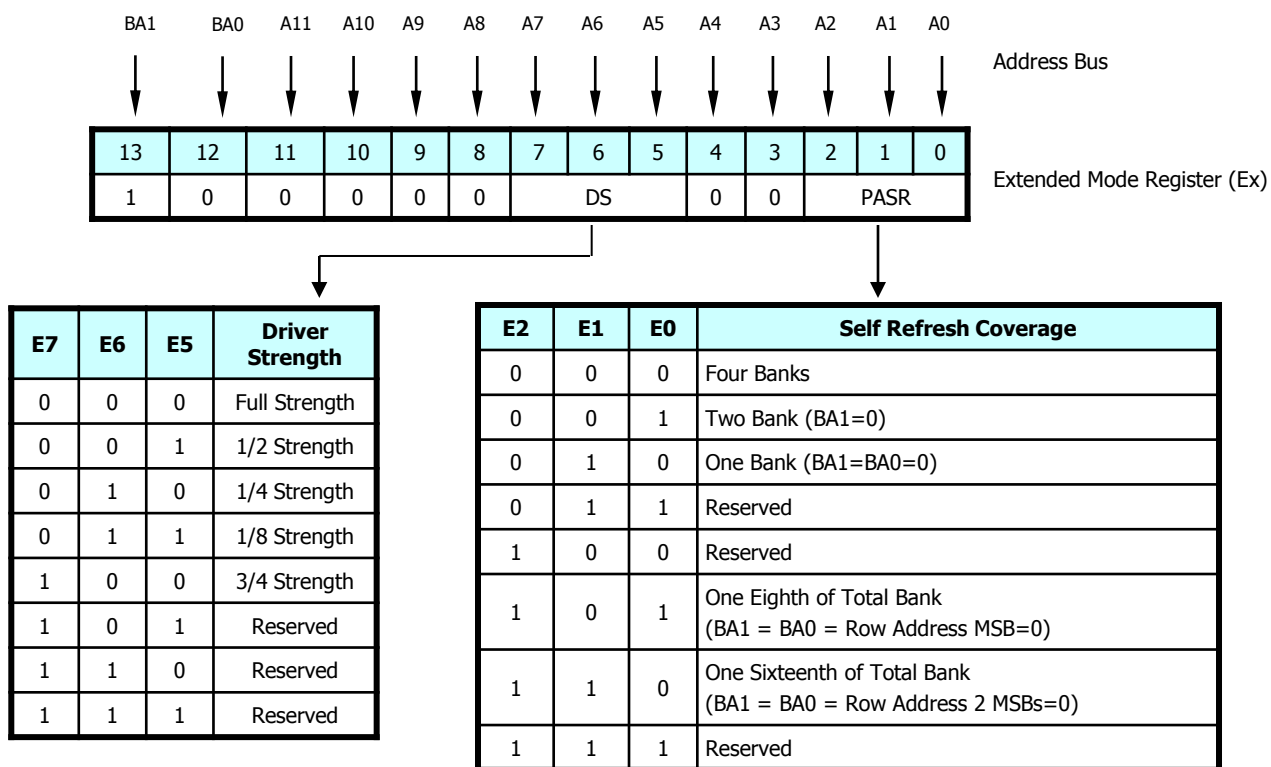 BA1 BA0 A11 A10 A9 A8 A7 A6 A5 A4 A3 A2 A1 A0
Address Bus
13 12 11 10 9 8 7 6 5 4 3 2 1 0
1 0 0 0 0 0 DS 0 0 PASR
Extended Mode Register (Ex)
E7 E6 E5 Driver Strength
0 0 0 Full Strength
0 0 1 1/2 Strength
0 1 0 1/4 Strength
0 1 1 1/8 Strength
1 0 0 3/4 Strength
1 0 1 Reserved
1 1 0 Reserved
1 1 1 Reserved
E2 E1 E0 Self Refresh Coverage
0 0 0 Four Banks
0 0 1 Two Bank (BA1=0)
0 1 0 One Bank (BA1=BA0=0)
0 1 1 Reserved
1 0 0 Reserved
1 0 1 One Eighth of Total Bank
(BA1 = BA0 = Row Address MSB=0)
1 1 0 One Sixteenth of Total Bank
(BA1 = BA0 = Row Address 2 MSBs=0)
1 1 1 Reserved